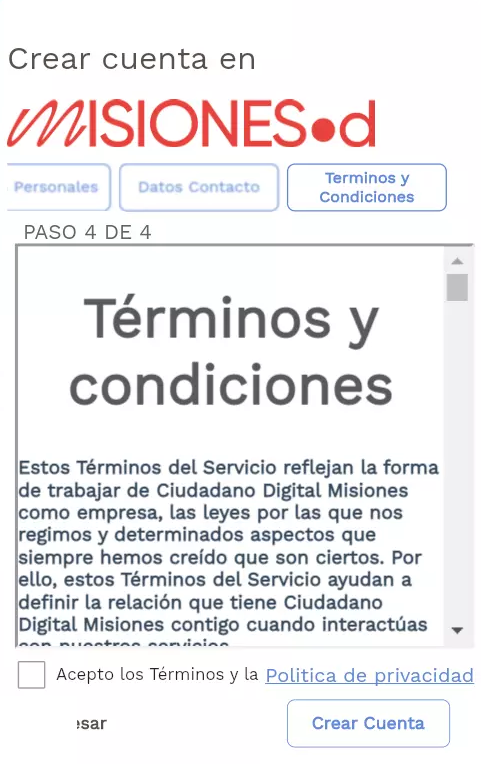 Crear cuenta en
MISIONES●d
Personales
Datos Contacto
Terminos y
Condiciones
PASO 4 DE 4
Términos y
condiciones
Estos Términos del Servicio reflejan la forma
de trabajar de Ciudadano Digital Misiones
como empresa, las leyes por las que nos
regimos y determinados aspectos que
siempre hemos creído que son ciertos. Por
ello, estos Términos del Servicio ayudan a
definir la relación que tiene Ciudadano
Digital Misiones contigo cuando interactúas
con nuestros servicios
Acepto los Términos y la Politica de privacidad
esar
Crear Cuenta